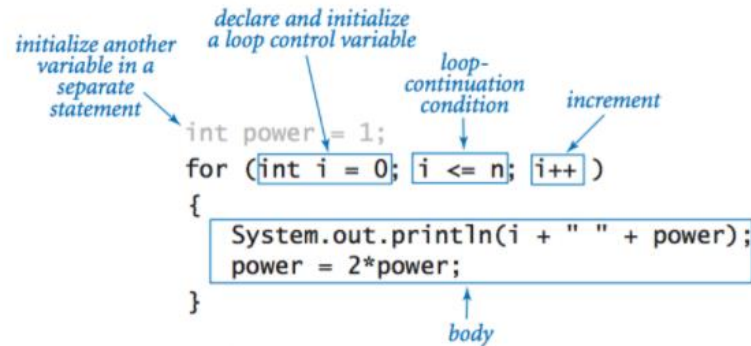 declare and initialize
a loop control variable
initialize another
variable in a
separate
statement
loop-
continuation
condition
increment
int power = 1;
for (int i = 0; i <= n; i++ )
{
System.out.println(i + " " + power);
power = 2*power;
}
body